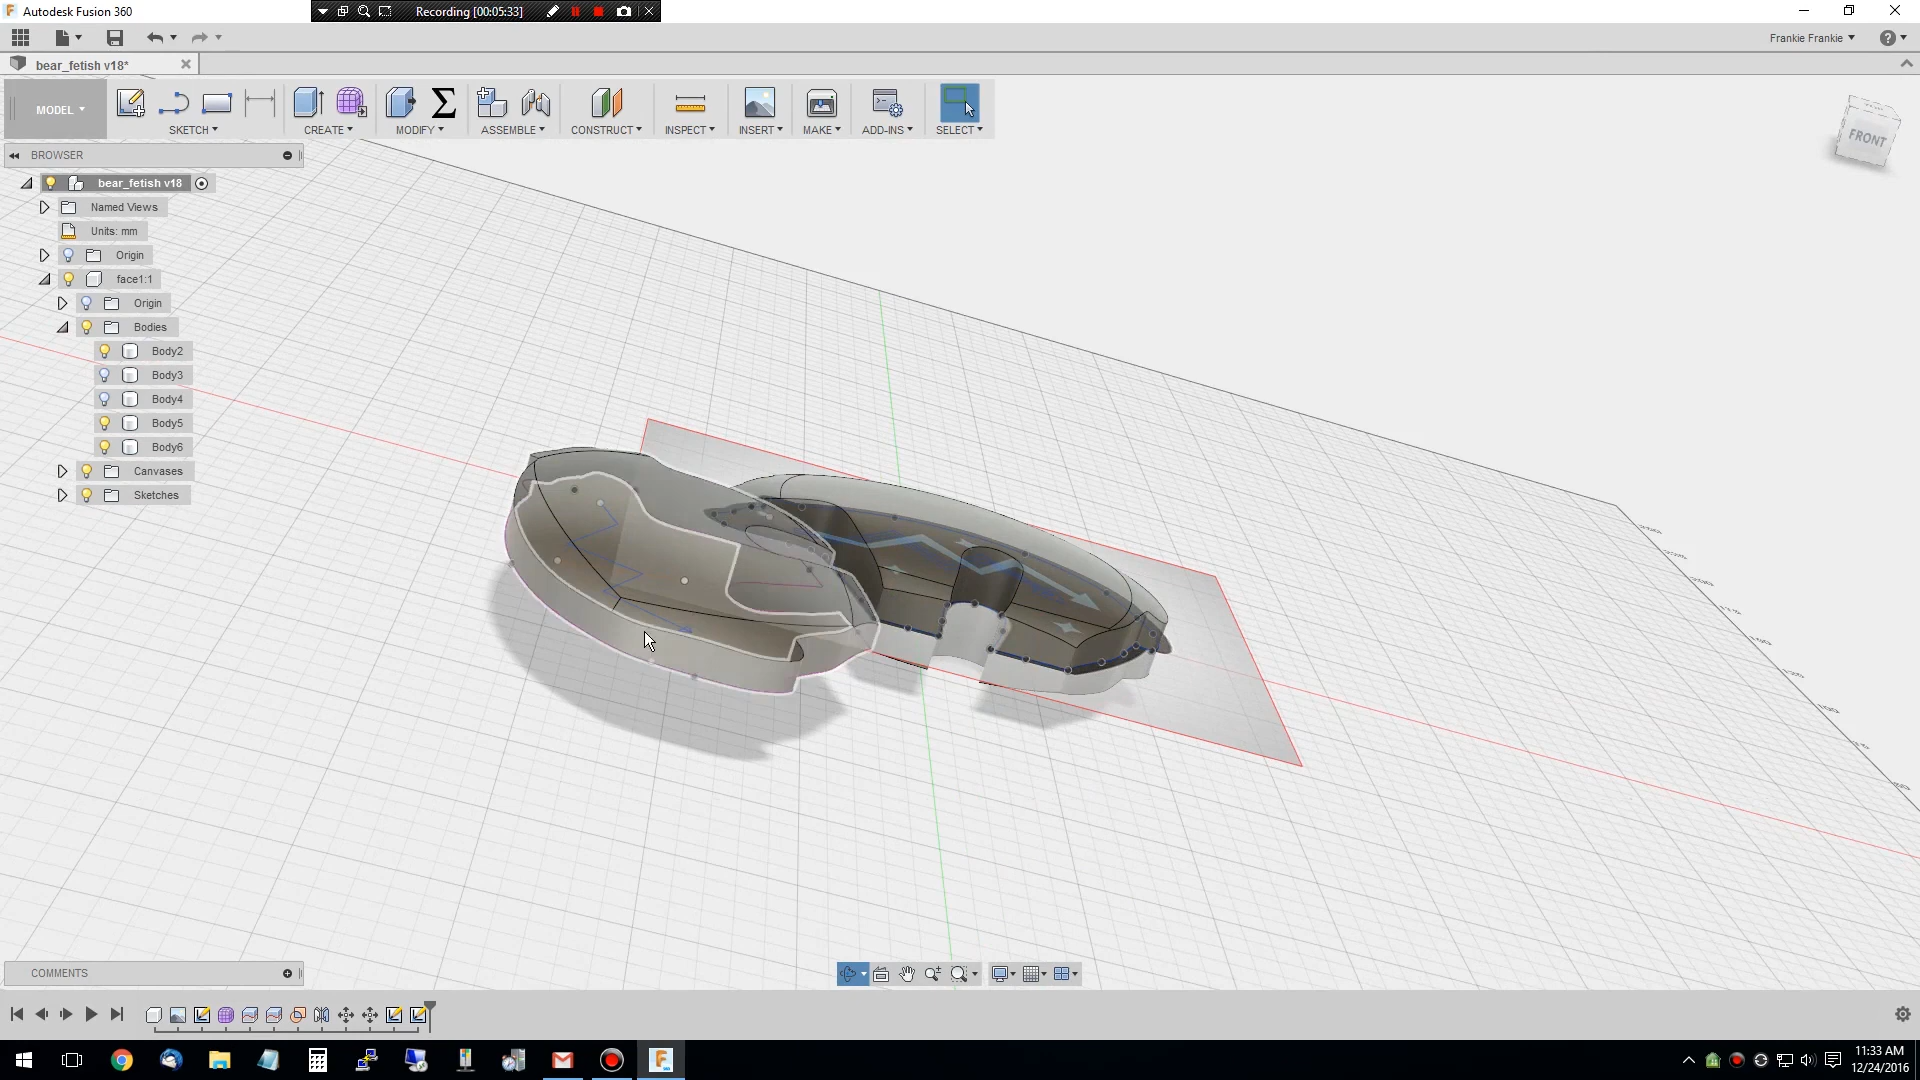 Autodesk Fusion 360
Recording [00:05:33]
Frankie Frankie
bear_fetish v18*
MODEL
SKETCH
CREATE
MODIFY
ASSEMBLE
CONSTRUCT
INSPECT
INSERT
MAKE
ADD-INS
SELECT
FRONT
BROWSER
bear_fetish v18
Named Views
Units: mm
Origin
face1:1
Origin
Bodies
Body2
Body3
Body4
Body5
Body6
Canvases
Sketches
COMMENTS
11:33 AM
12/24/2016